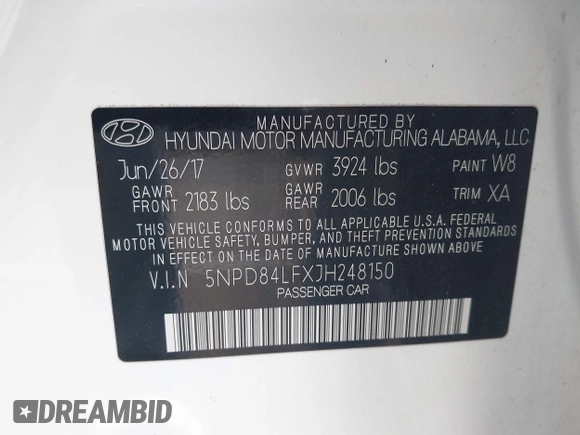 MANUFACTURED BY
HYUNDAI MOTOR MANUFACTURING ALABAMA, LLC
Jun/26/17 GVWR 3924 lbs PAINT W8
GAWR FRONT 2183 lbs GAWR REAR 2006 lbs TRIM XA
THIS VEHICLE CONFORMS TO ALL APPLICABLE U.S.A. FEDERAL
MOTOR VEHICLE SAFETY, BUMPER, AND THEFT PREVENTION STANDARDS
IN EFFECT ON THE DATE OF MANUFACTURE SHOWN ABOVE.
V.I.N 5NPD84LFXJH248150
PASSENGER CAR
DREAMBID